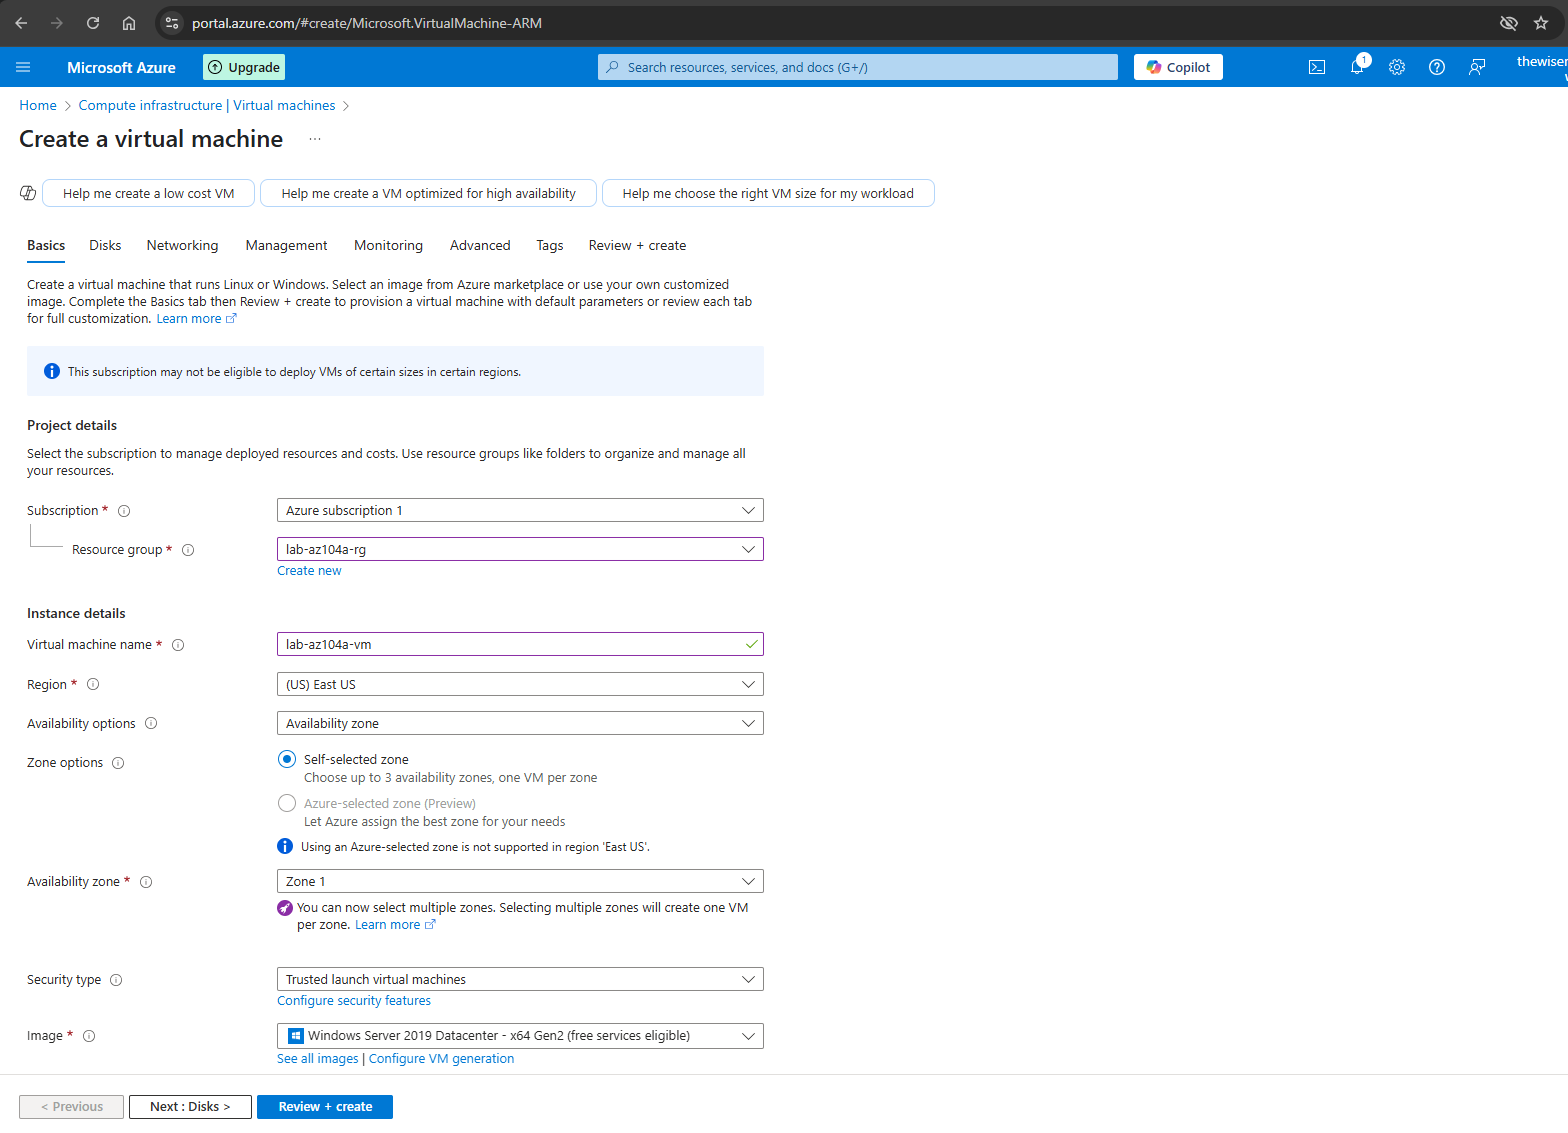 portal.azure.com/#create/Microsoft.VirtualMachine-ARM
Microsoft Azure
Upgrade
Search resources, services, and docs (G+/)
Copilot
1
thewiser
Home > Compute infrastructure | Virtual machines >
Create a virtual machine ...
Help me create a low cost VM
Help me create a VM optimized for high availability
Help me choose the right VM size for my workload
Basics Disks Networking Management Monitoring Advanced Tags Review + create
Create a virtual machine that runs Linux or Windows. Select an image from Azure marketplace or use your own customized
image. Complete the Basics tab then Review + create to provision a virtual machine with default parameters or review each tab
for full customization. Learn more
This subscription may not be eligible to deploy VMs of certain sizes in certain regions.
Project details
Select the subscription to manage deployed resources and costs. Use resource groups like folders to organize and manage all
your resources.
Subscription *
Azure subscription 1
Resource group *
lab-az104a-rg
Create new
Instance details
Virtual machine name *
lab-az104a-vm
Region *
(US) East US
Availability options
Availability zone
Zone options
Self-selected zone
Choose up to 3 availability zones, one VM per zone
Azure-selected zone (Preview)
Let Azure assign the best zone for your needs
Using an Azure-selected zone is not supported in region 'East US'.
Availability zone *
Zone 1
You can now select multiple zones. Selecting multiple zones will create one VM
per zone. Learn more
Security type
Trusted launch virtual machines
Configure security features
Image *
Windows Server 2019 Datacenter - x64 Gen2 (free services eligible)
See all images | Configure VM generation
< Previous
Next : Disks >
Review + create